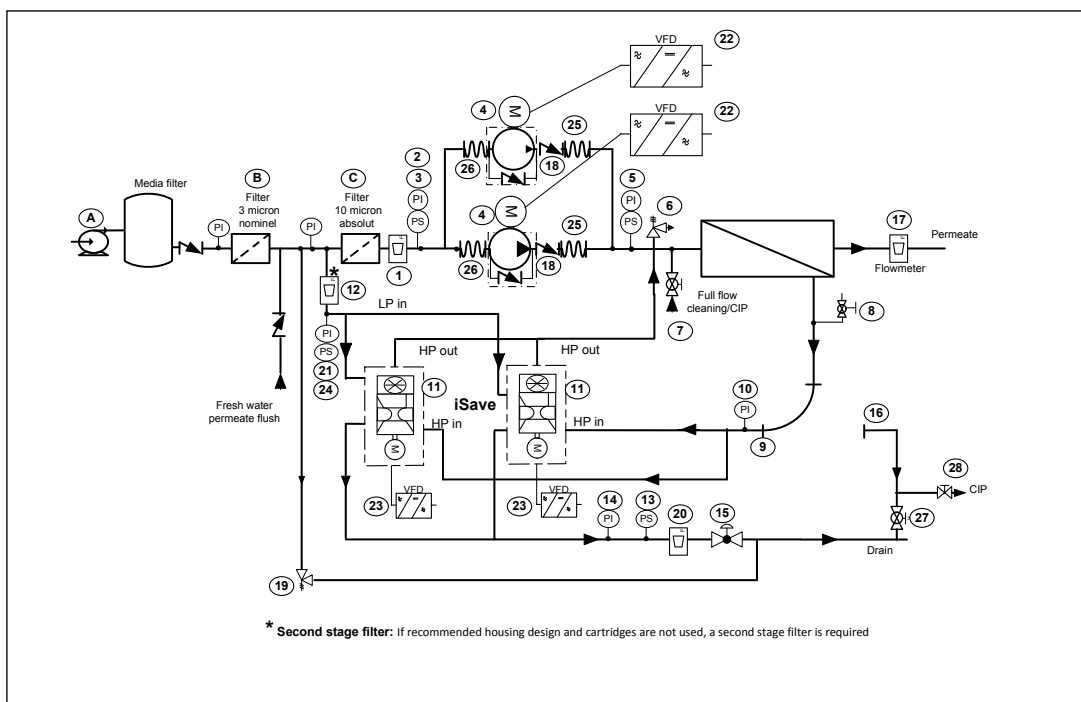 VFD
22
VFD
22
4
M
25
26
18
2
3
PI
PS
B
Filter
3 micron
nominel
C
Filter
10 micron
absolut
Media filter
A
PI
PI
F
1
4
M
25
26
18
5
PI
PS
6
17
F
Permeate
Flowmeter
*
F
12
LP in
Full flow
cleaning/CIP
7
8
PI
PS
21
24
HP out
HP out
Fresh water
permeate flush
11
iSave
11
M
M
HP in
HP in
10
PI
9
16
28
CIP
27
23
VFD
23
VFD
14
PI
13
PS
20
F
15
Drain
19
* Second stage filter: If recommended housing design and cartridges are not used, a second stage filter is required